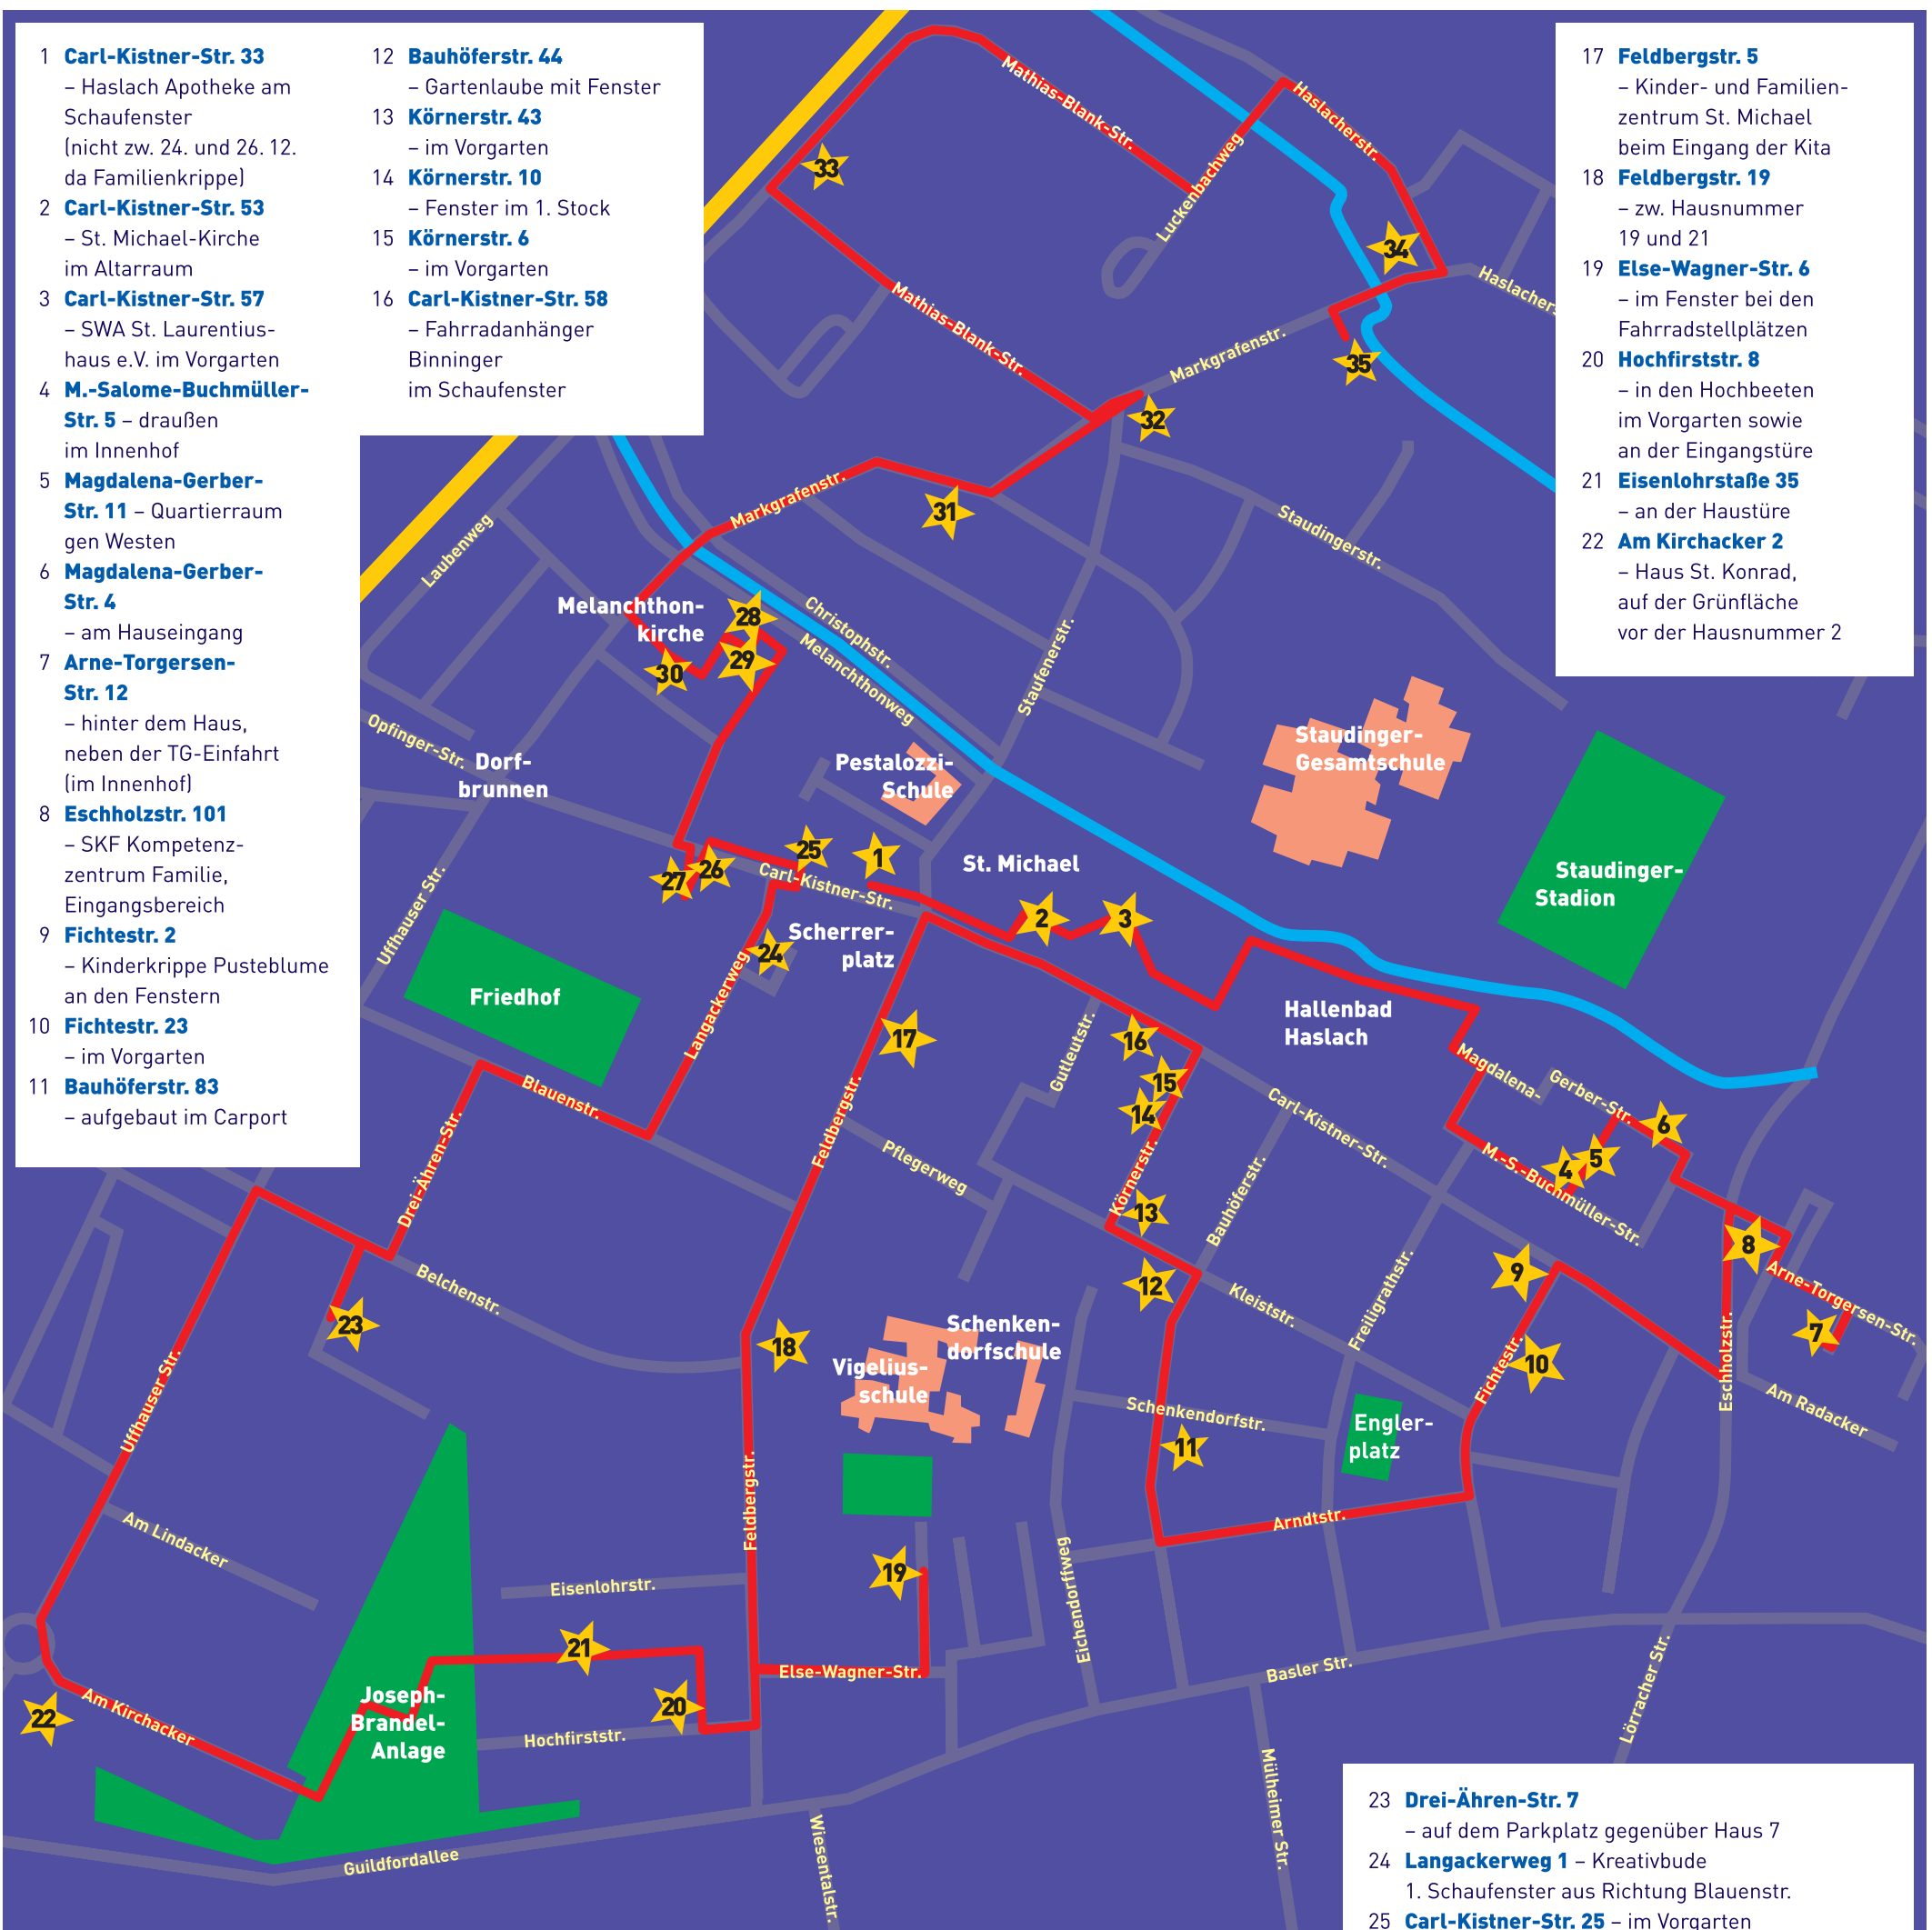 1 Carl-Kistner-Str. 33
– Haslach Apotheke am
Schaufenster
(nicht zw. 24. und 26. 12.
da Familienkrippe)
2 Carl-Kistner-Str. 53
– St. Michael-Kirche
im Altarraum
3 Carl-Kistner-Str. 57
– SWA St. Laurentius-
haus e.V. im Vorgarten
4 M.-Salome-Buchmüller-
Str. 5 – draußen
im Innenhof
5 Magdalena-Gerber-
Str. 11 – Quartierraum
gen Westen
6 Magdalena-Gerber-
Str. 4
– am Hauseingang
7 Arne-Torgersen-
Str. 12
– hinter dem Haus,
neben der TG-Einfahrt
(im Innenhof)
8 Eschholzstr. 101
– SKF Kompetenz-
zentrum Familie,
Eingangsbereich
9 Fichtestr. 2
– Kinderkrippe Pusteblume
an den Fenstern
10 Fichtestr. 23
– im Vorgarten
11 Bauhöferstr. 83
– aufgebaut im Carport
12 Bauhöferstr. 44
– Gartenlaube mit Fenster
13 Körnerstr. 43
– im Vorgarten
14 Körnerstr. 10
– Fenster im 1. Stock
15 Körnerstr. 6
– im Vorgarten
16 Carl-Kistner-Str. 58
– Fahrradanhänger
Binninger
im Schaufenster
17 Feldbergstr. 5
– Kinder- und Familien-
zentrum St. Michael
beim Eingang der Kita
18 Feldbergstr. 19
– zw. Hausnummer
19 und 21
19 Else-Wagner-Str. 6
– im Fenster bei den
Fahrradstellplätzen
20 Hochfirststr. 8
– in den Hochbeeten
im Vorgarten sowie
an der Eingangstüre
21 Eisenlohrstaße 35
– an der Haustüre
22 Am Kirchacker 2
– Haus St. Konrad,
auf der Grünfläche
vor der Hausnummer 2
Mathias-Blank-Str.
Haslacherstr.
Luckenbachweg
33
34
Haslachers
Mathias-Blank-Str.
Markgrafenstr.
35
32
Markgrafenstr.
31
Laubenweg
Staudingerstr.
Melanchthon-
kirche
28
29
30
Christophstr.
Melanchthonweg
Staufenerstr.
Opfinger-Str.
Dorf-
brunnen
Pestalozzi-
Schule
Staudinger-
Gesamtschule
Staudinger-
Stadion
25
1
26
27
Carl-Kistner-Str.
St. Michael
2
3
Uffhauser Str.
Scherrer-
platz
24
Friedhof
Langackerweg
Hallenbad
Haslach
17
16
Gutleutstr.
15
14
Magdalena-
Gerber-Str.
6
5
4
M.-S.-Buchmüller-Str.
Blauenstr.
Drei-Ähren-Str.
Feldbergstr.
Pflegerweg
Körnerstr.
13
Bauhöferstr.
Carl-Kistner-Str.
Freiligrathstr.
8
Arne-Torgersen-Str.
7
9
10
Fichtestr.
Eschholzstr.
Am Radacker
12
Kleiststr.
Belchenstr.
23
18
Schenken-
dorfschule
Vigelius-
schule
Schenkendorfstr.
11
Engler-
platz
Uffhauser Str.
Feldbergstr.
Arndtstr.
Am Lindacker
Eisenlohrstr.
19
Eichendorffweg
21
20
Else-Wagner-Str.
Basler Str.
Lörracher Str.
22
Am Kirchacker
Joseph-
Brandel-
Anlage
Hochfirststr.
Mülheimer Str.
Wiesentalstr.
Guildfordallee
23 Drei-Ähren-Str. 7
– auf dem Parkplatz gegenüber Haus 7
24 Langackerweg 1 – Kreativbude
1. Schaufenster aus Richtung Blauenstr.
25 Carl-Kistner-Str. 25 – im Vorgarten